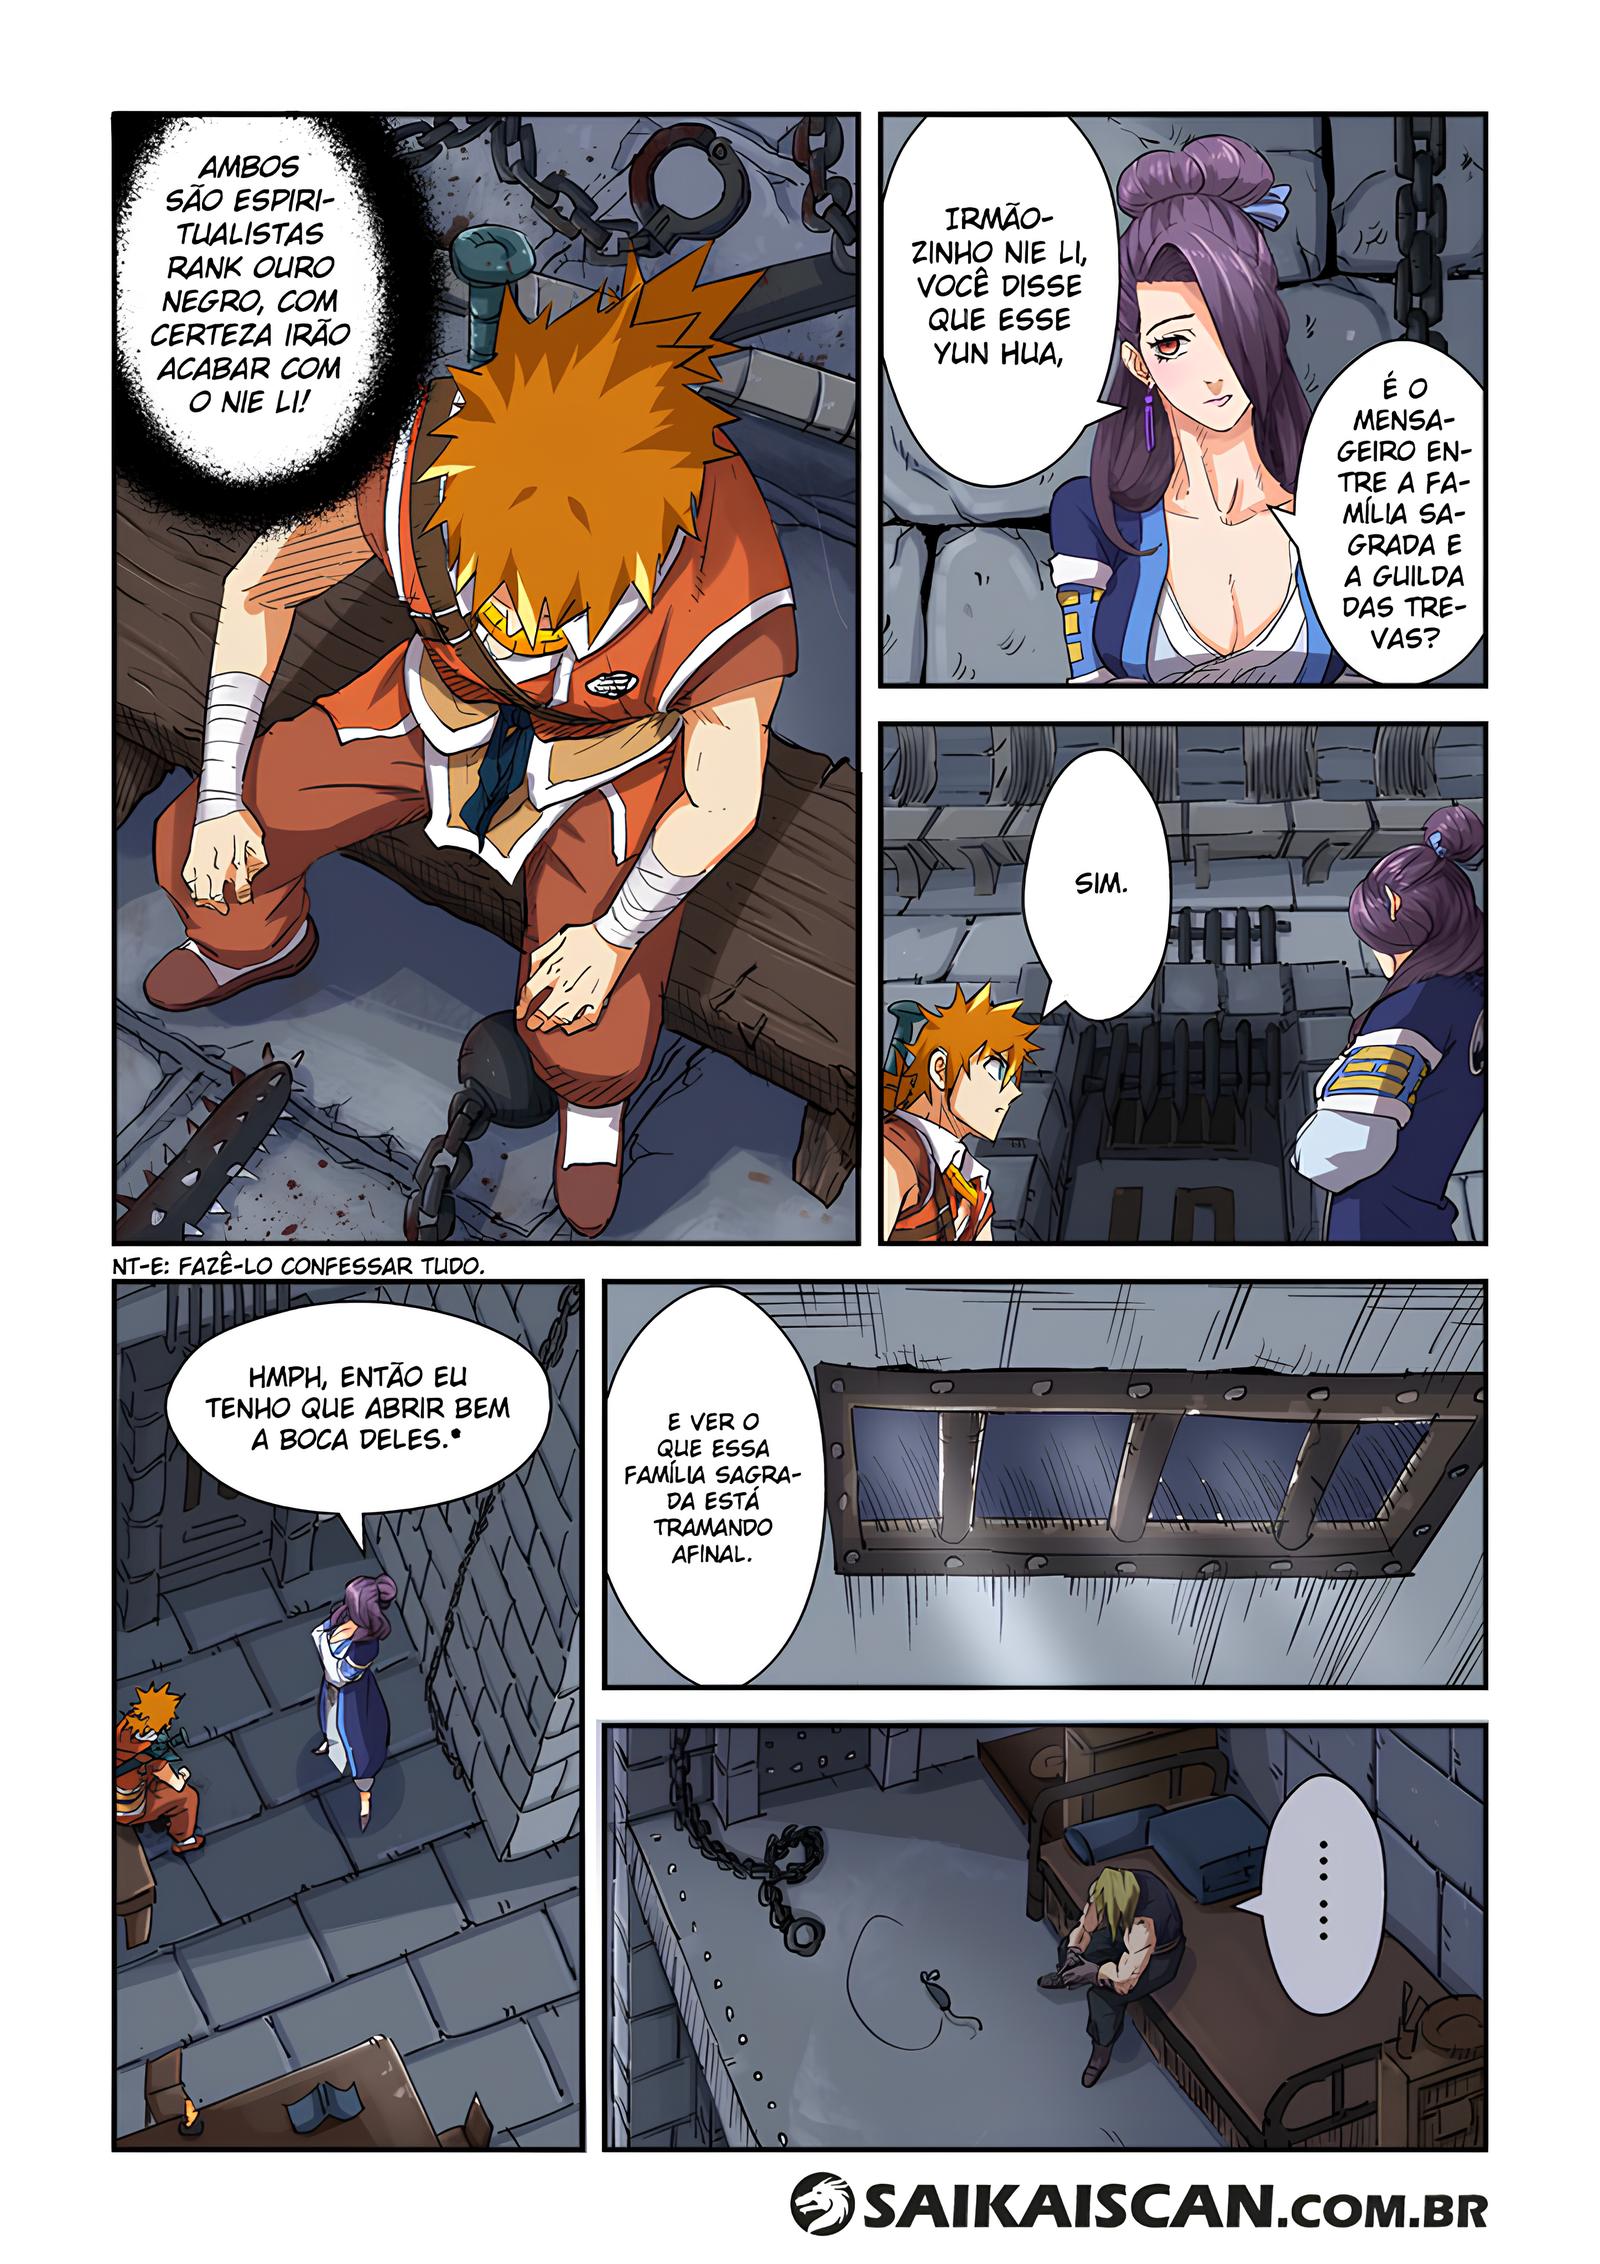 AMBOS
SÃO ESPIRI-
TUALISTAS
RANK OURO
NEGRO, COM
CERTEZA IRÃO
ACABAR COM
O NIE LI!
IRMÃO-
ZINHO NIE LI,
VOCÊ DISSE
QUE ESSE
YUN HUA,
É O
MENSA-
GEIRO EN-
TRE A FA-
MÍLIA SA-
GRADA E
A GUILDA
DAS TRE-
VAS?
SIM.
NT-E: FAZÊ-LO CONFESSAR TUDO.
HMPH, ENTÃO EU
TENHO QUE ABRIR BEM
A BOCA DELES.*
E VER O
QUE ESSA
FAMÍLIA SAGRA-
DA ESTÁ
TRAMANDO
AFINAL.
......
SAIKAISCAN.COM.BR